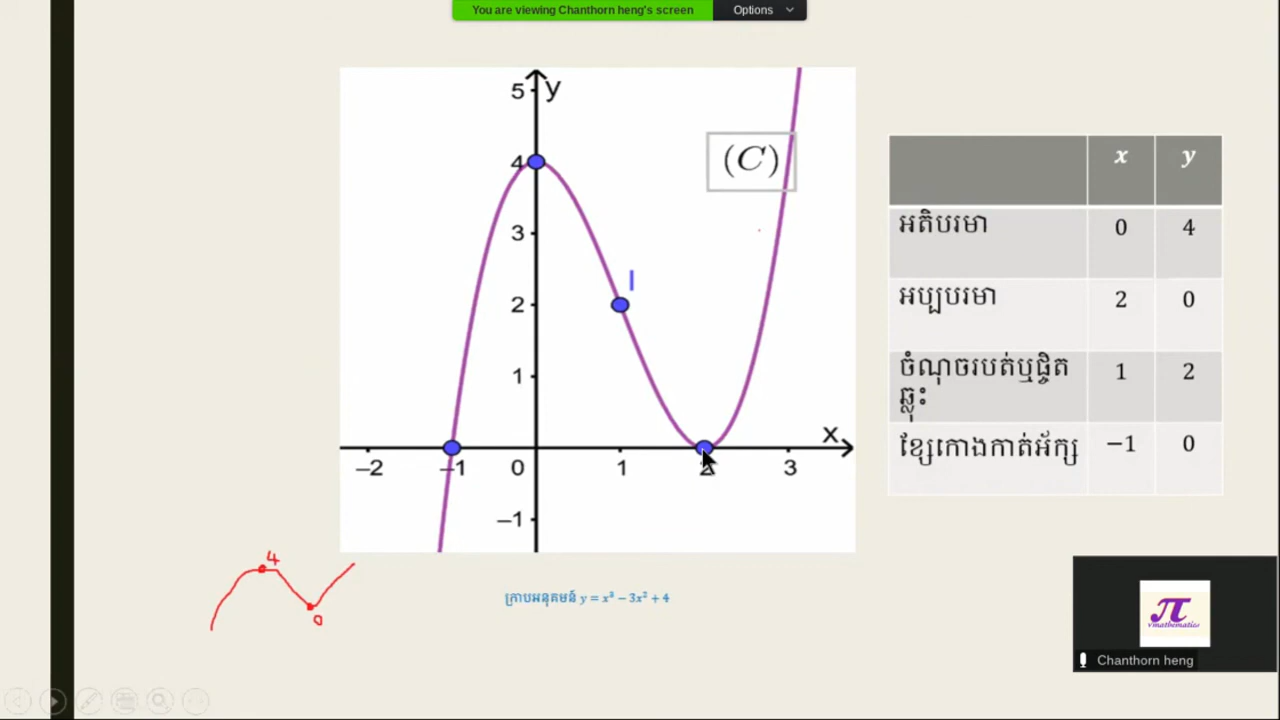 You are viewing Chanthorn heng's screen
Options
5
y
4
(C)
3
I
2
1
x
−2
−1
0
1
2
3
−1
x y
អតិបរមា 0 4
អប្បបរមា 2 0
ចំណុចរបត់ឬផ្ចិត
ឆ្លុះ 1 2
ខ្សែកោងកាត់អ័ក្ស −1 0
4
0
ក្រាបអនុគមន៍ y = x³ − 3x² + 4
π
Vmathematics
Chanthorn heng